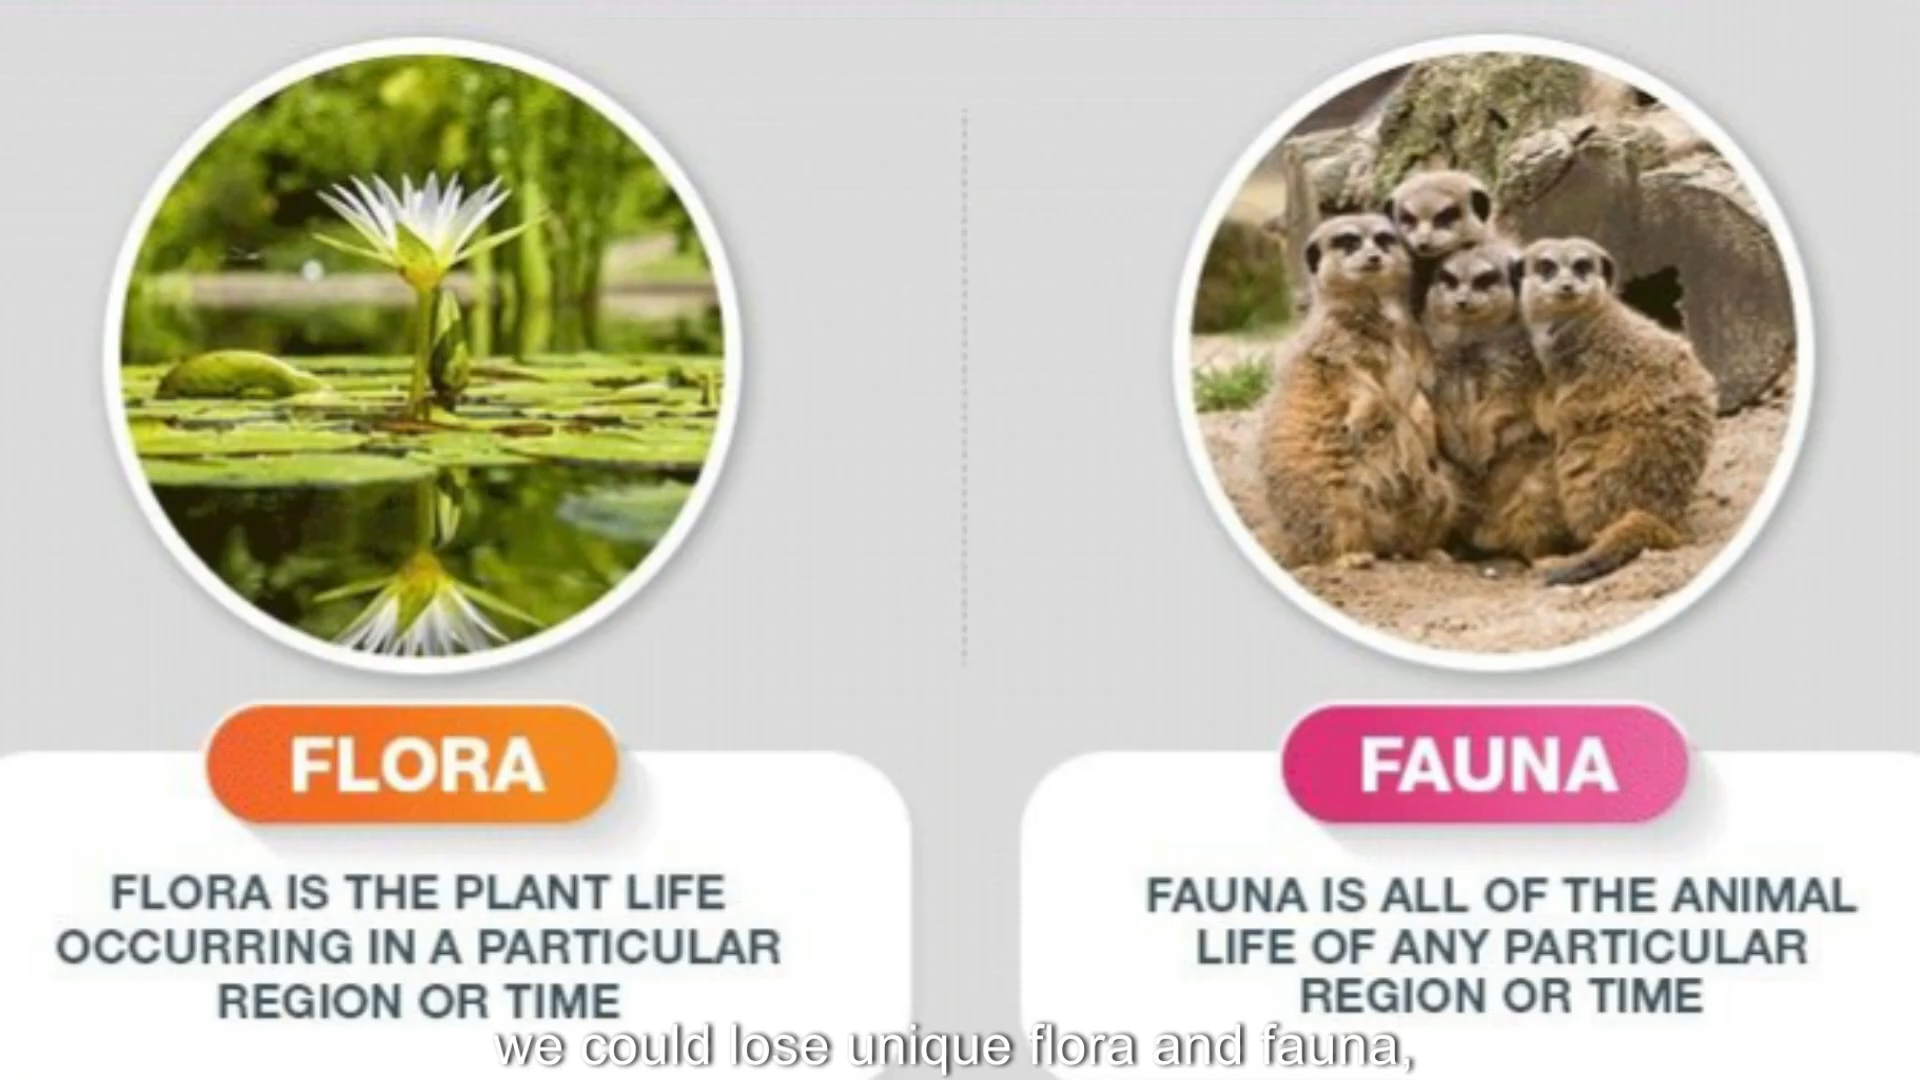 FLORA
FLORA IS THE PLANT LIFE
OCCURRING IN A PARTICULAR
REGION OR TIME
FAUNA
FAUNA IS ALL OF THE ANIMAL
LIFE OF ANY PARTICULAR
REGION OR TIME
we could lose unique flora and fauna,